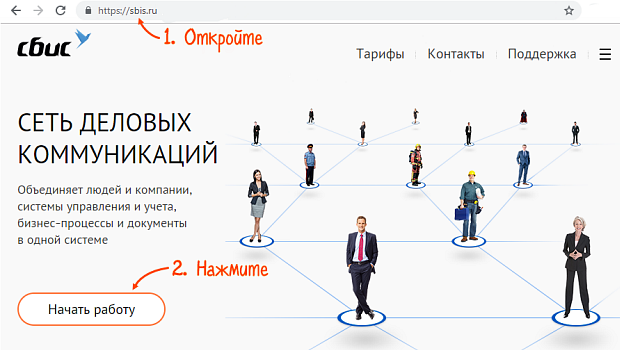 https://sbis.ru
1. Откройте
сбис
Тарифы Контакты Поддержка
СЕТЬ ДЕЛОВЫХ
КОММУНИКАЦИЙ
Объединяет людей и компании,
системы управления и учета,
бизнес-процессы и документы
в одной системе
2. Нажмите
Начать работу